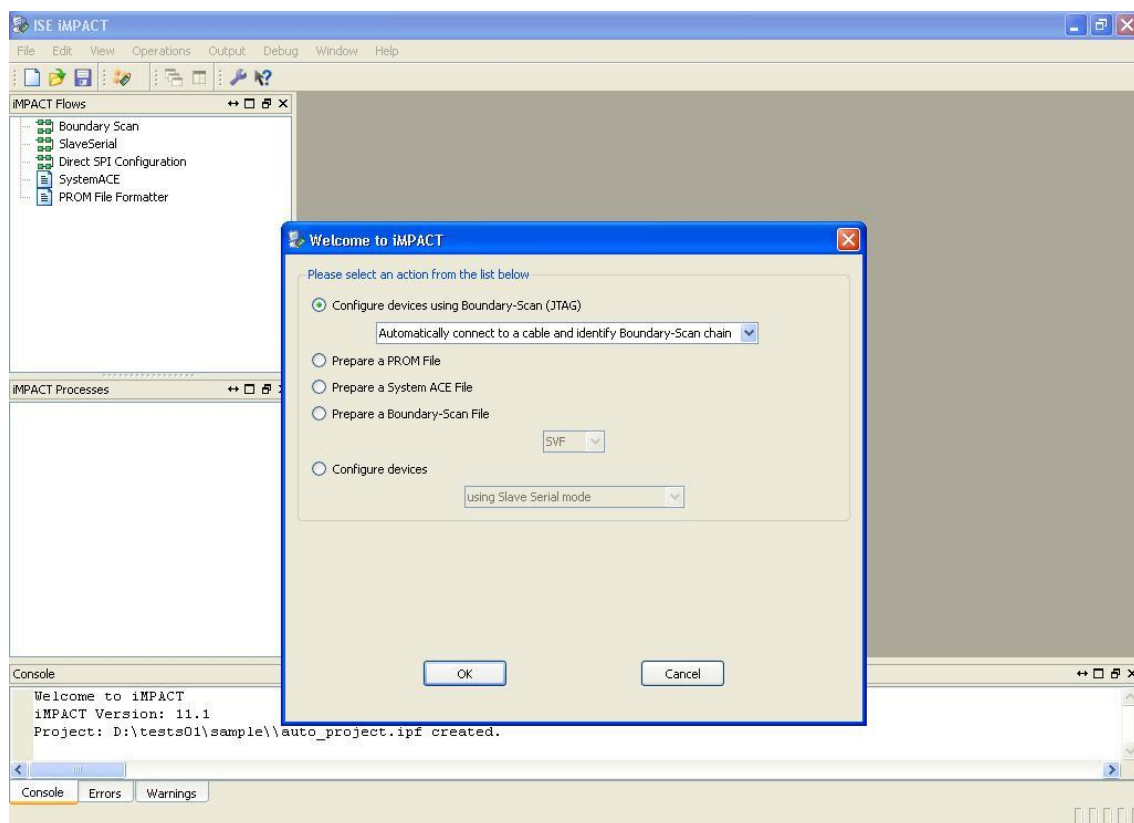 ISE iMPACT
File Edit View Operations Output Debug Window Help
iMPACT Flows
Boundary Scan
SlaveSerial
Direct SPI Configuration
SystemACE
PROM File Formatter
iMPACT Processes
Welcome to iMPACT
Please select an action from the list below
Configure devices using Boundary-Scan (JTAG)
Automatically connect to a cable and identify Boundary-Scan chain
Prepare a PROM File
Prepare a System ACE File
Prepare a Boundary-Scan File
SVF
Configure devices
using Slave Serial mode
OK Cancel
Console
Welcome to iMPACT
iMPACT Version: 11.1
Project: D:\tests01\sample\\auto_project.ipf created.
Console Errors Warnings